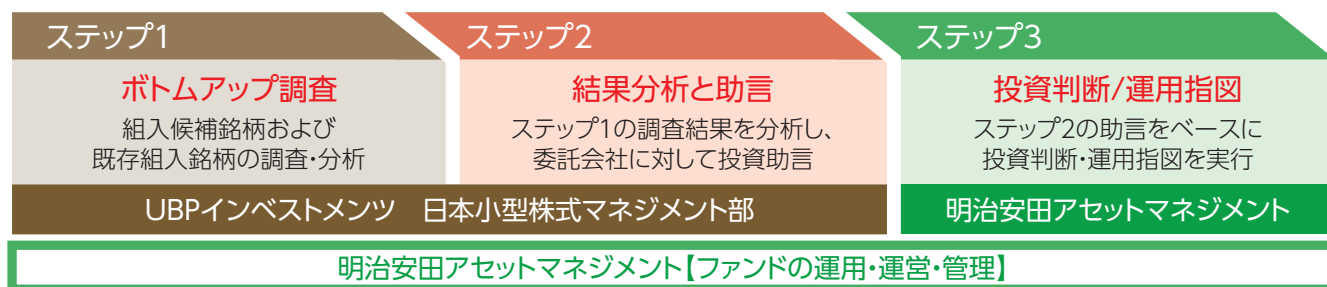 ステップ1
ボトムアップ調査
組入候補銘柄および
既存組入銘柄の調査・分析
ステップ2
結果分析と助言
ステップ1の調査結果を分析し、
委託会社に対して投資助言
ステップ3
投資判断/運用指図
ステップ2の助言をベースに
投資判断・運用指図を実行
UBPインベストメンツ　日本小型株式マネジメント部
明治安田アセットマネジメント
明治安田アセットマネジメント【ファンドの運用・運営・管理】